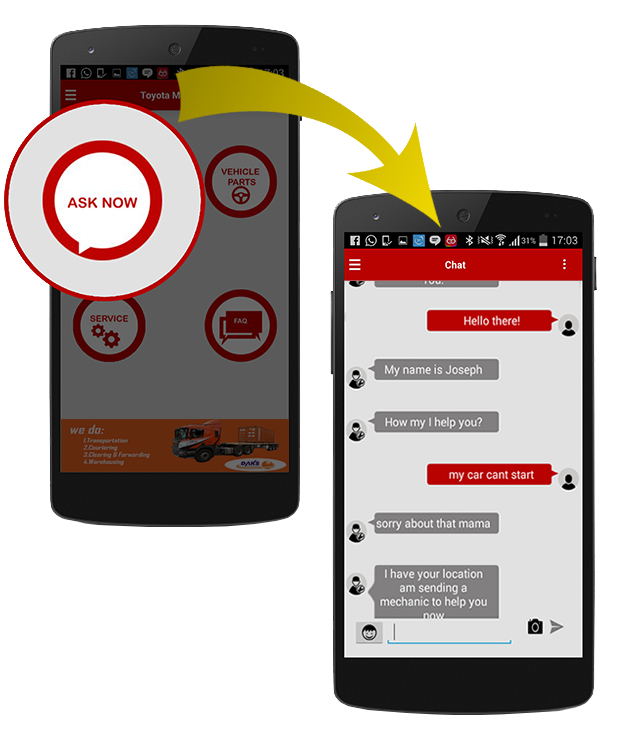 17:03
Toyota M
ASK NOW
VEHICLE
PARTS
SERVICE
FAQ
we do:
1.Transportation
2.Couriering
3.Clearing & Forwarding
4.Warehousing
DAKS
31% 17:03
Chat
You?
Hello there!
My name is Joseph
How my I help you?
my car cant start
sorry about that mama
I have your location
am sending a
mechanic to help you
now